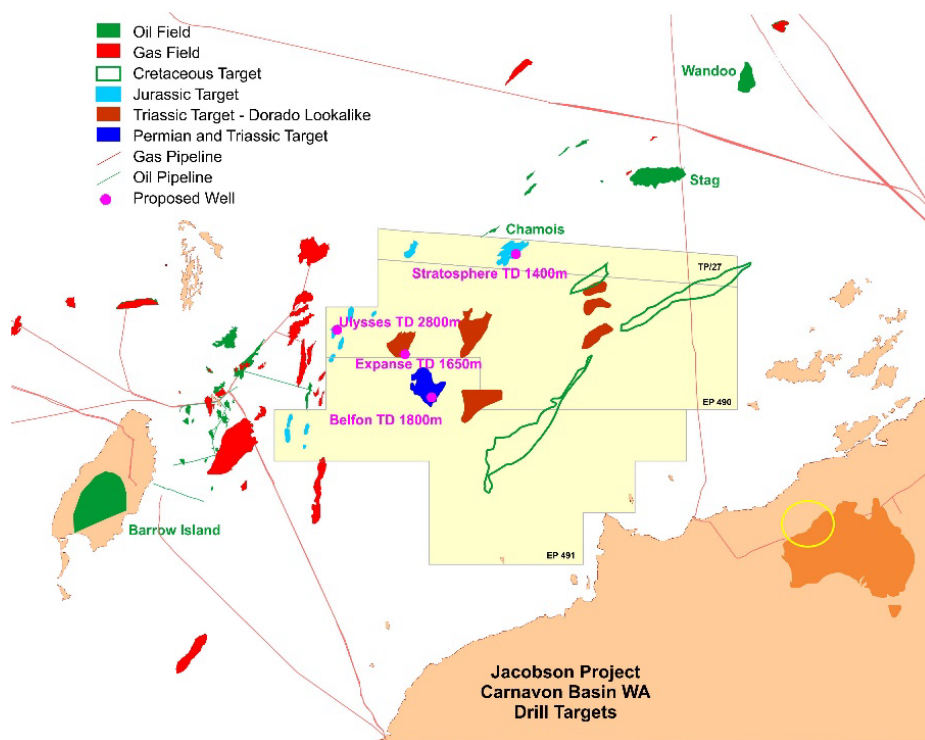 Oil Field
Gas Field
Cretaceous Target
Jurassic Target
Triassic Target - Dorado Lookalike
Permian and Triassic Target
Gas Pipeline
Oil Pipeline
Proposed Well
Wandoo
Stag
Chamois
Stratosphere TD 1400m
TP/27
Ulysses TD 2800m
Expanse TD 1650m
EP 490
Belfon TD 1800m
Barrow Island
EP 491
Jacobson Project
Carnavon Basin WA
Drill Targets